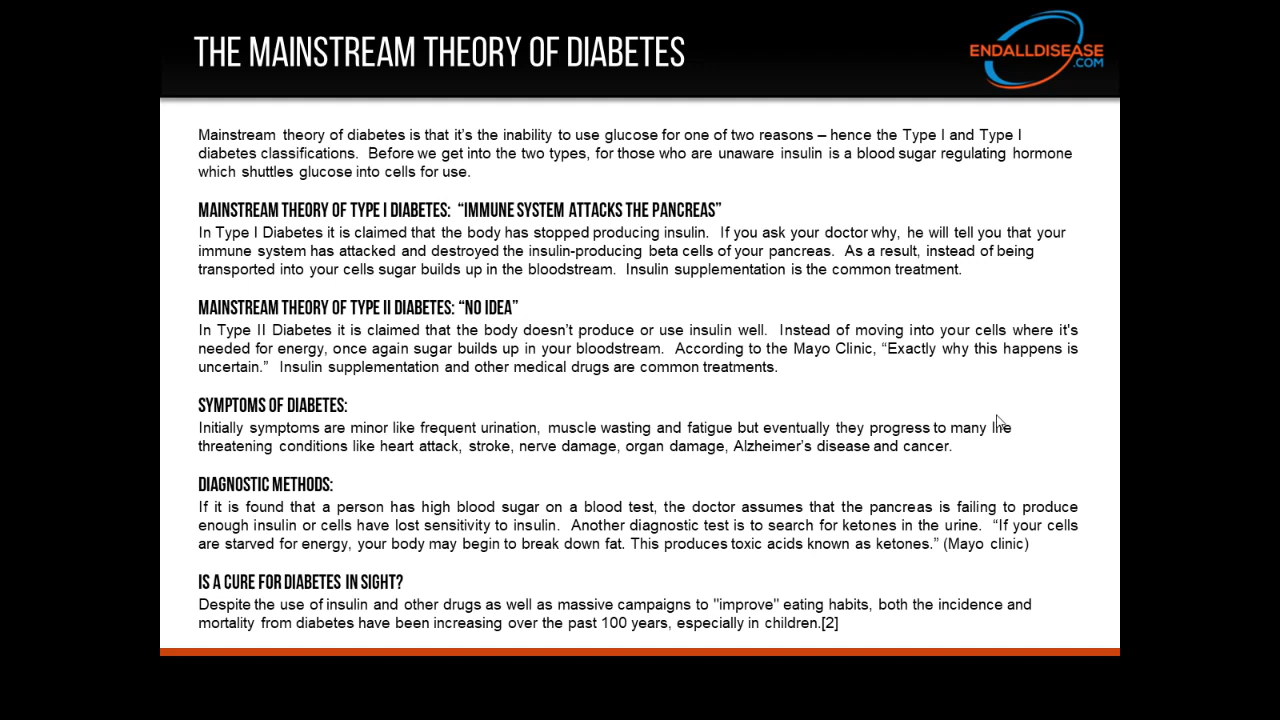 THE MAINSTREAM THEORY OF DIABETES
ENDALLDISEASE
.COM
Mainstream theory of diabetes is that it's the inability to use glucose for one of two reasons – hence the Type I and Type I
diabetes classifications. Before we get into the two types, for those who are unaware insulin is a blood sugar regulating hormone
which shuttles glucose into cells for use.
MAINSTREAM THEORY OF TYPE I DIABETES: “IMMUNE SYSTEM ATTACKS THE PANCREAS”
In Type I Diabetes it is claimed that the body has stopped producing insulin. If you ask your doctor why, he will tell you that your
immune system has attacked and destroyed the insulin-producing beta cells of your pancreas. As a result, instead of being
transported into your cells sugar builds up in the bloodstream. Insulin supplementation is the common treatment.
MAINSTREAM THEORY OF TYPE II DIABETES: “NO IDEA”
In Type II Diabetes it is claimed that the body doesn’t produce or use insulin well. Instead of moving into your cells where it's
needed for energy, once again sugar builds up in your bloodstream. According to the Mayo Clinic, “Exactly why this happens is
uncertain.” Insulin supplementation and other medical drugs are common treatments.
SYMPTOMS OF DIABETES:
Initially symptoms are minor like frequent urination, muscle wasting and fatigue but eventually they progress to many life
threatening conditions like heart attack, stroke, nerve damage, organ damage, Alzheimer’s disease and cancer.
DIAGNOSTIC METHODS:
If it is found that a person has high blood sugar on a blood test, the doctor assumes that the pancreas is failing to produce
enough insulin or cells have lost sensitivity to insulin. Another diagnostic test is to search for ketones in the urine. “If your cells
are starved for energy, your body may begin to break down fat. This produces toxic acids known as ketones.” (Mayo clinic)
IS A CURE FOR DIABETES IN SIGHT?
Despite the use of insulin and other drugs as well as massive campaigns to "improve" eating habits, both the incidence and
mortality from diabetes have been increasing over the past 100 years, especially in children.[2]